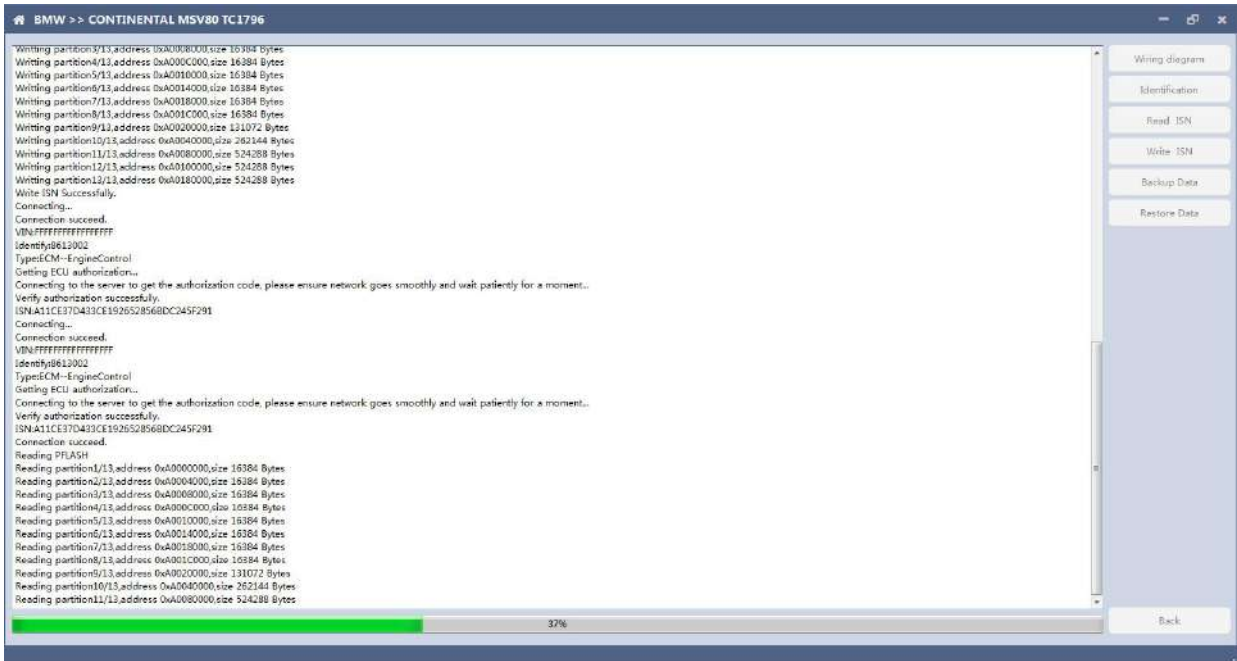 BMW >> CONTINENTAL MSV80 TC1796
Writting partition3/13,address 0xA0008000,size 16384 Bytes
Writting partition4/13,address 0xA000C000,size 16384 Bytes
Writting partition5/13,address 0xA0010000,size 16384 Bytes
Writting partition6/13,address 0xA0014000,size 16384 Bytes
Writting partition7/13,address 0xA0018000,size 16384 Bytes
Writting partition8/13,address 0xA001C000,size 16384 Bytes
Writting partition9/13,address 0xA0020000,size 131072 Bytes
Writting partition10/13,address 0xA0040000,size 262144 Bytes
Writting partition11/13,address 0xA0080000,size 524288 Bytes
Writting partition12/13,address 0xA0100000,size 524288 Bytes
Writting partition13/13,address 0xA0180000,size 524288 Bytes
Write ISN Successfully.
Connecting...
Connection succeed.
VIN:FFFFFFFFFFFFFFFFF
Identify:8613002
Type:ECM--EngineControl
Getting ECU authorization...
Connecting to the server to get the authorization code, please ensure network goes smoothly and wait patiently for a moment...
Verify authorization successfully.
ISN:A11CE37D433CE192652856BDC245F291
Connecting...
Connection succeed.
VIN:FFFFFFFFFFFFFFFFF
Identify:8613002
Type:ECM--EngineControl
Getting ECU authorization...
Connecting to the server to get the authorization code, please ensure network goes smoothly and wait patiently for a moment...
Verify authorization successfully.
ISN:A11CE37D433CE192652856BDC245F291
Connection succeed.
Reading PFLASH
Reading partition1/13,address 0xA0000000,size 16384 Bytes
Reading partition2/13,address 0xA0004000,size 16384 Bytes
Reading partition3/13,address 0xA0008000,size 16384 Bytes
Reading partition4/13,address 0xA000C000,size 16384 Bytes
Reading partition5/13,address 0xA0010000,size 16384 Bytes
Reading partition6/13,address 0xA0014000,size 16384 Bytes
Reading partition7/13,address 0xA0018000,size 16384 Bytes
Reading partition8/13,address 0xA001C000,size 16384 Bytes
Reading partition9/13,address 0xA0020000,size 131072 Bytes
Reading partition10/13,address 0xA0040000,size 262144 Bytes
Reading partition11/13,address 0xA0080000,size 524288 Bytes
37%
Wiring diagram
Identification
Read ISN
Write ISN
Backup Data
Restore Data
Back